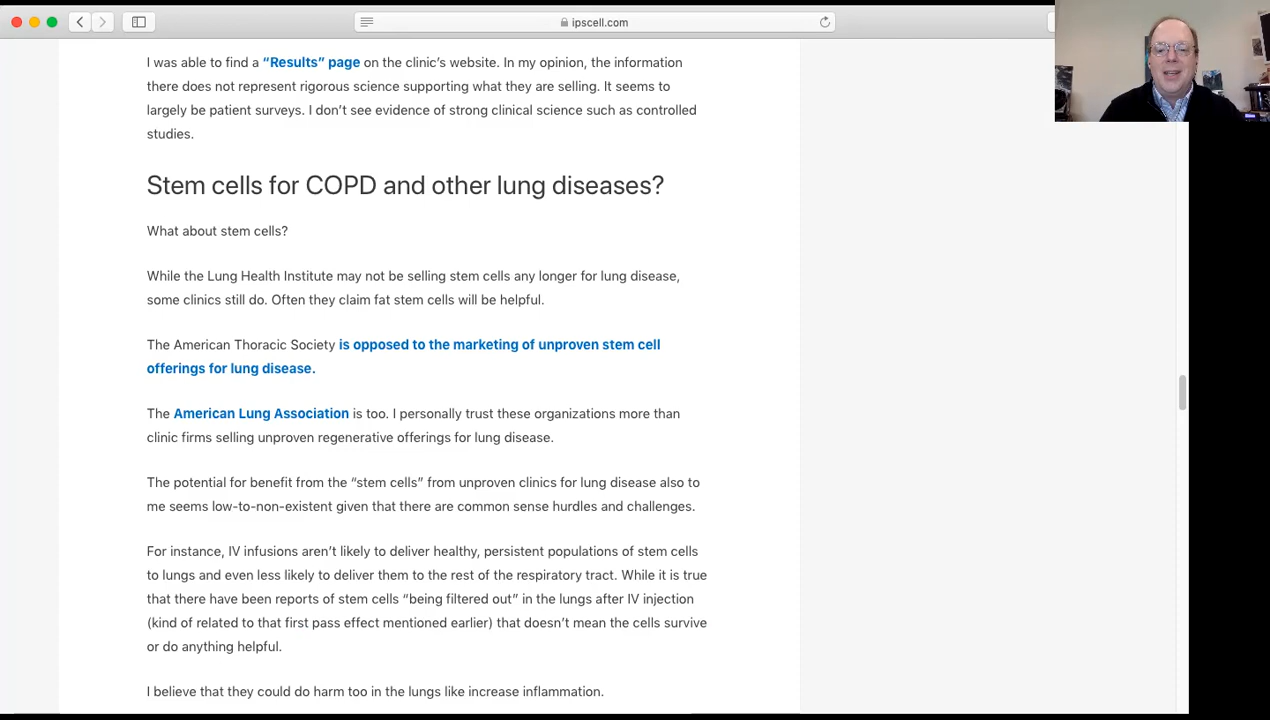 ipscell.com
I was able to find a “Results” page on the clinic’s website. In my opinion, the information
there does not represent rigorous science supporting what they are selling. It seems to
largely be patient surveys. I don’t see evidence of strong clinical science such as controlled
studies.
Stem cells for COPD and other lung diseases?
What about stem cells?
While the Lung Health Institute may not be selling stem cells any longer for lung disease,
some clinics still do. Often they claim fat stem cells will be helpful.
The American Thoracic Society is opposed to the marketing of unproven stem cell
offerings for lung disease.
The American Lung Association is too. I personally trust these organizations more than
clinic firms selling unproven regenerative offerings for lung disease.
The potential for benefit from the “stem cells” from unproven clinics for lung disease also to
me seems low-to-non-existent given that there are common sense hurdles and challenges.
For instance, IV infusions aren’t likely to deliver healthy, persistent populations of stem cells
to lungs and even less likely to deliver them to the rest of the respiratory tract. While it is true
that there have been reports of stem cells “being filtered out” in the lungs after IV injection
(kind of related to that first pass effect mentioned earlier) that doesn’t mean the cells survive
or do anything helpful.
I believe that they could do harm too in the lungs like increase inflammation.